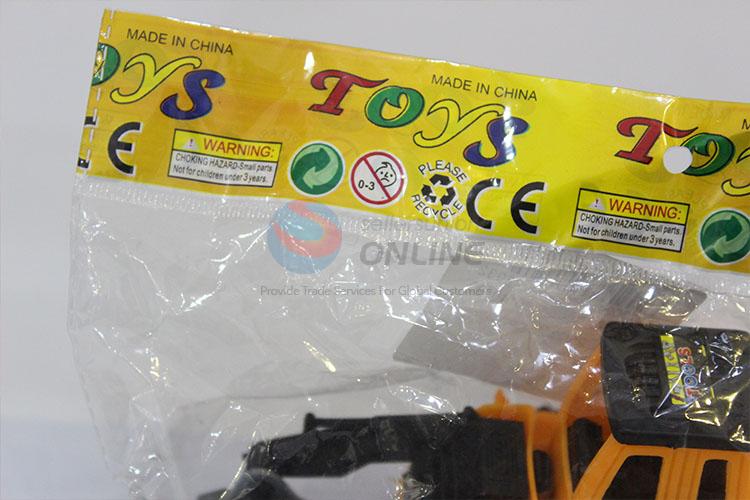 MADE IN CHINA
TOYS
CE
WARNING:
CHOKING HAZARD-Small parts
Not for children under 3 years.
MADE IN CHINA
TOYS
0-3
PLEASE
RECYCLE
CE
WARNING:
CHOKING HAZARD-Small parts.
Not for children under 3 years.
ONLINE
Provide Trade Services For Global Customers
TOOLS